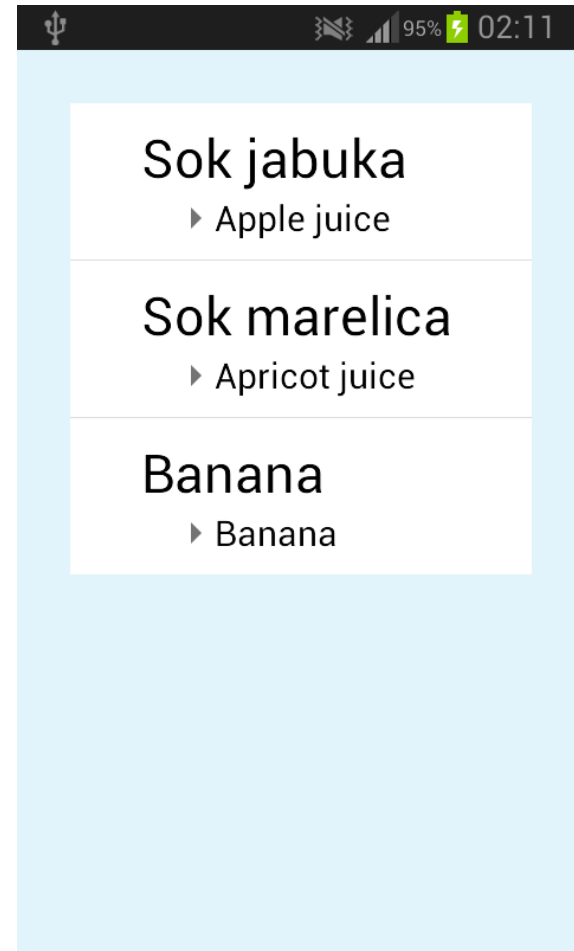 95% 02:11
Sok jabuka
Apple juice
Sok marelica
Apricot juice
Banana
Banana